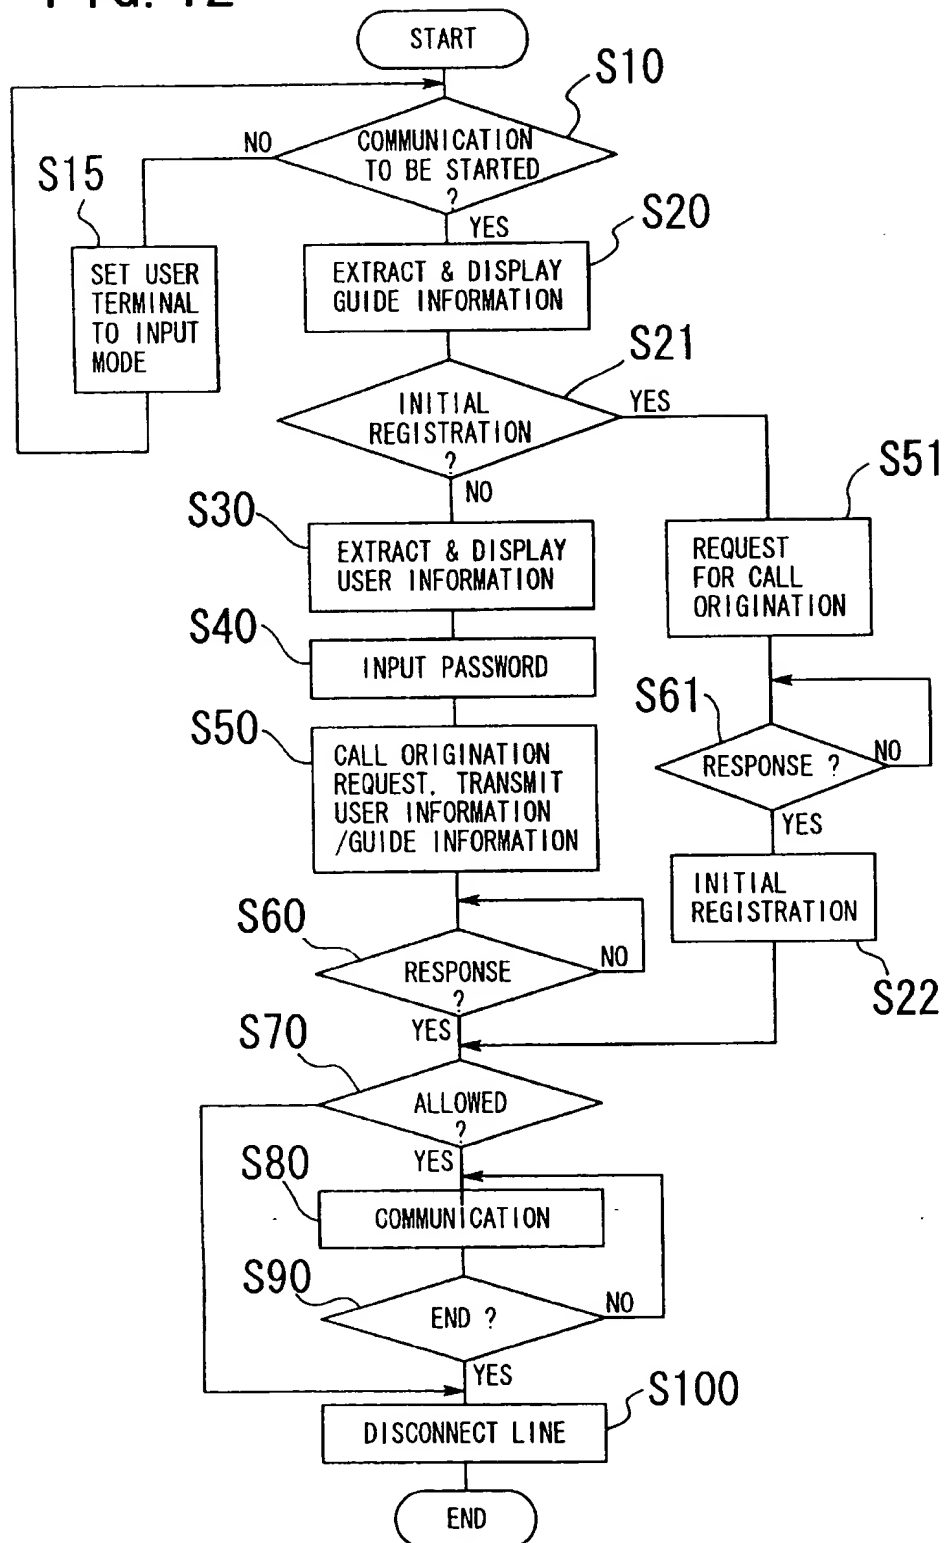 START
S10
COMMUNICATION
TO BE STARTED
?
NO
YES
S15
SET USER
TERMINAL
TO INPUT
MODE
S20
EXTRACT & DISPLAY
GUIDE INFORMATION
S21
INITIAL
REGISTRATION
?
YES
NO
S30
EXTRACT & DISPLAY
USER INFORMATION
S51
REQUEST
FOR CALL
ORIGINATION
S40
INPUT PASSWORD
S50
CALL ORIGINATION
REQUEST, TRANSMIT
USER INFORMATION
/GUIDE INFORMATION
S61
RESPONSE ?
NO
YES
INITIAL
REGISTRATION
S22
S60
RESPONSE
?
NO
YES
S70
ALLOWED
?
YES
S80
COMMUNICATION
S90
END ?
NO
YES
S100
DISCONNECT LINE
END